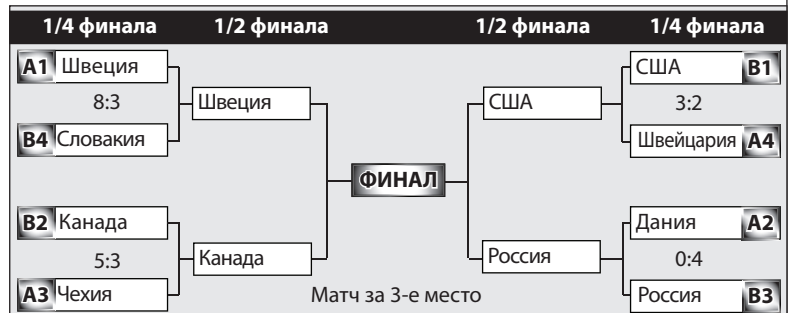 1/4 финала 1/2 финала 1/2 финала 1/4 финала
A1 Швеция США B1
8:3 Швеция США 3:2
B4 Словакия Швейцария A4
ФИНАЛ
B2 Канада Дания A2
5:3 Канада Россия 0:4
A3 Чехия Матч за 3-е место Россия B3